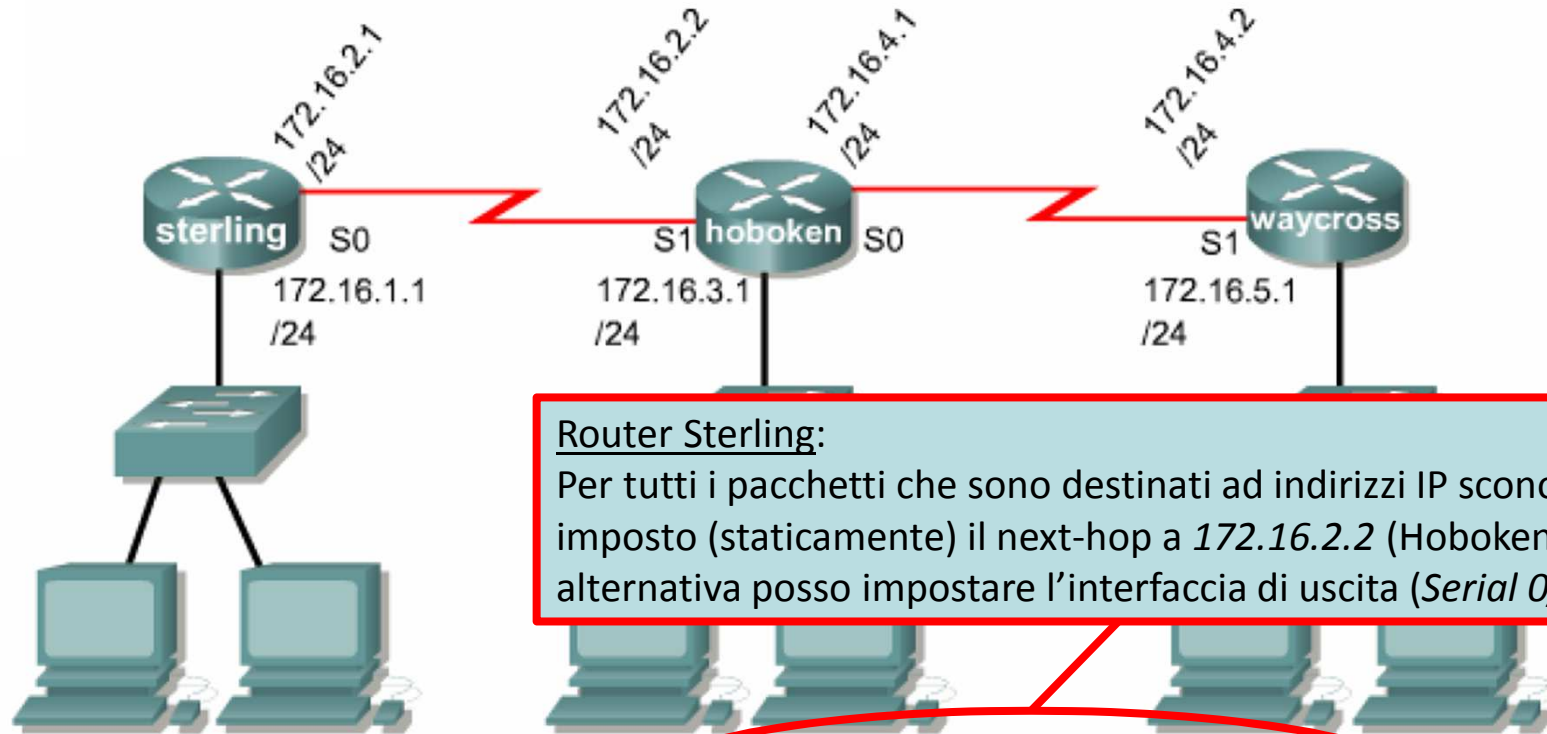 172.16.2.1
/24
172.16.2.2
/24
172.16.4.1
/24
172.16.4.2
/24
sterling
S0
S1
hoboken
S0
S1
waycross
172.16.1.1
/24
172.16.3.1
/24
172.16.5.1
/24
Router Sterling:
Per tutti i pacchetti che sono destinati ad indirizzi IP
imposto (staticamente) il next-hop a 172.16.2.2 (Hoboken
alternativa posso impostare l’interfaccia di uscita (Serial 0